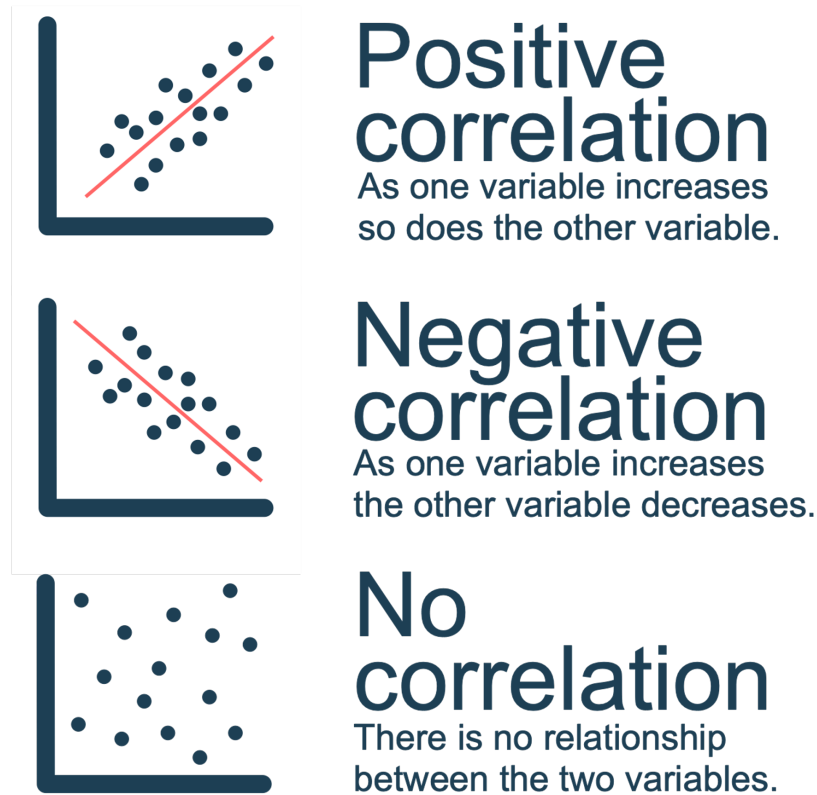 Positive
correlation
As one variable increases
so does the other variable.
Negative
correlation
As one variable increases
the other variable decreases.
No
correlation
There is no relationship
between the two variables.